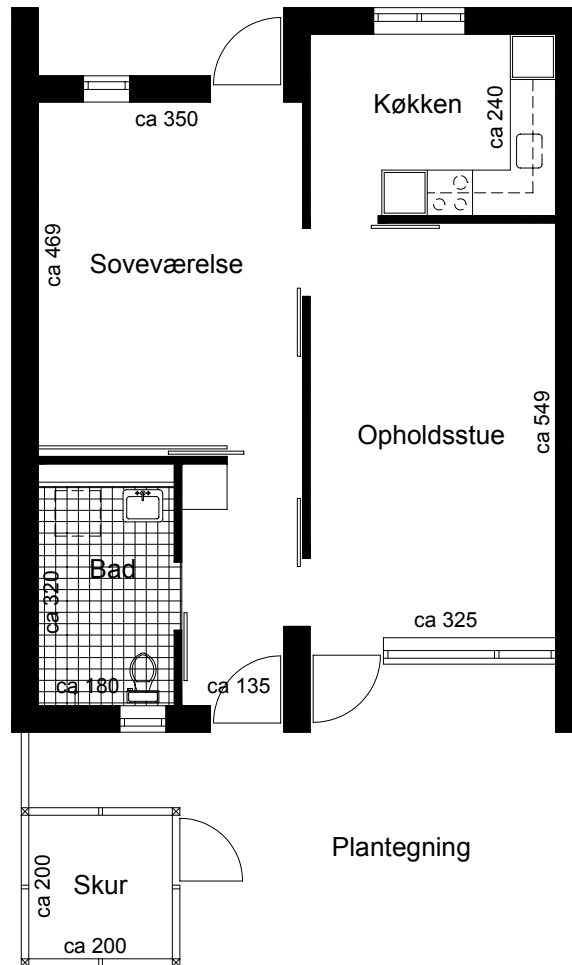 Køkken
ca 240
ca 350
ca 469
Soveværelse
ca 549
Opholdsstue
Bad
ca 320
ca 325
ca 180
ca 135
Plantegning
Skur
ca 200
ca 200